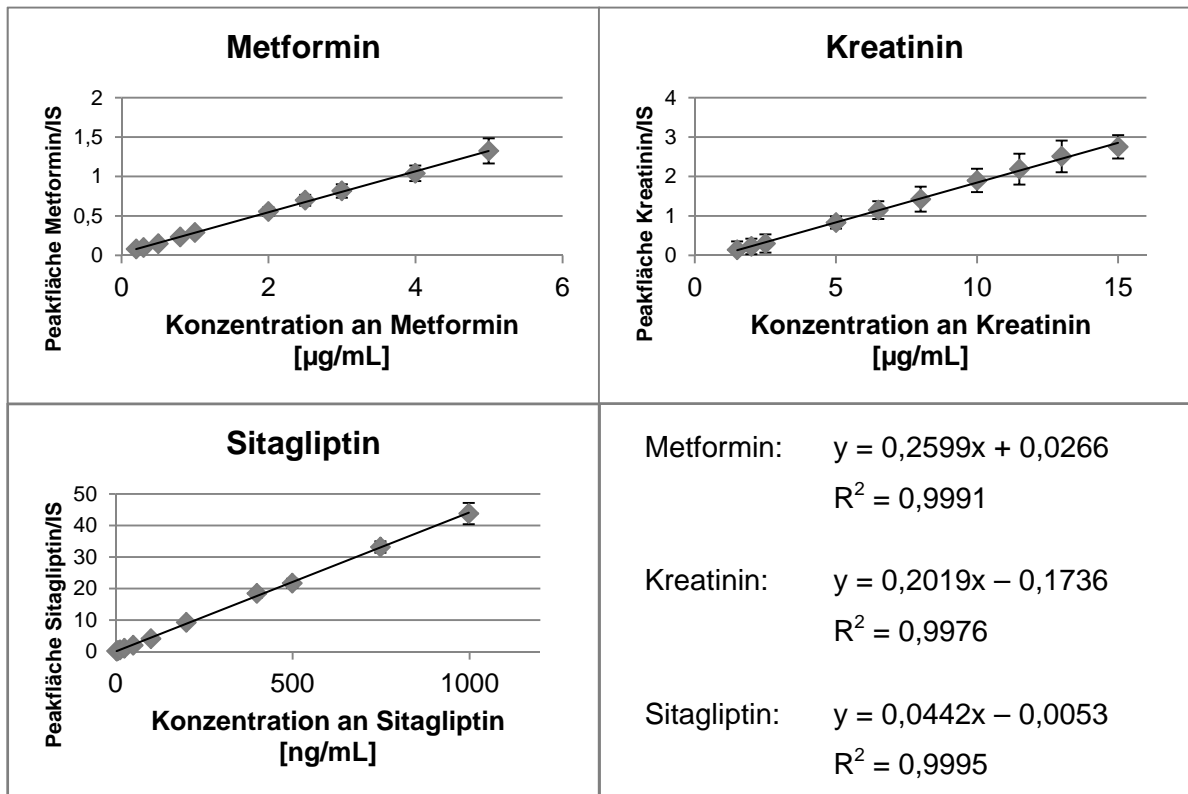 Metformin
Peakfläche Metformin/IS
2
1,5
1
0,5
0
0 2 4 6
Konzentration an Metformin
[µg/mL]
Kreatinin
Peakfläche Kreatinin/IS
4
3
2
1
0
0 5 10 15
Konzentration an Kreatinin
[µg/mL]
Sitagliptin
Peakfläche Sitagliptin/IS
50
40
30
20
10
0
0 500 1000
Konzentration an Sitagliptin
[ng/mL]
Metformin: y = 0,2599x + 0,0266
R² = 0,9991
Kreatinin: y = 0,2019x – 0,1736
R² = 0,9976
Sitagliptin: y = 0,0442x – 0,0053
R² = 0,9995